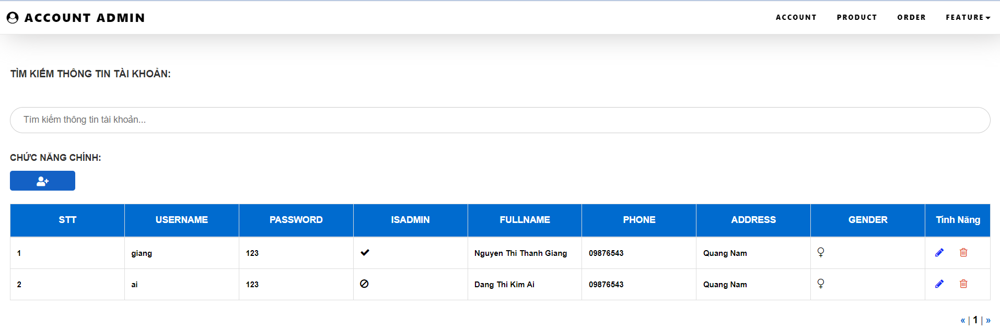 ACCOUNT ADMIN ACCOUNT PRODUCT ORDER FEATURE
TÌM KIẾM THÔNG TIN TÀI KHOẢN:
Tìm kiếm thông tin tài khoản...
CHỨC NĂNG CHÍNH:
STT USERNAME PASSWORD ISADMIN FULLNAME PHONE ADDRESS GENDER Tính Năng
1 giang 123 Nguyen Thi Thanh Giang 09876543 Quang Nam
2 ai 123 Dang Thi Kim Ai 09876543 Quang Nam
« | 1 | »